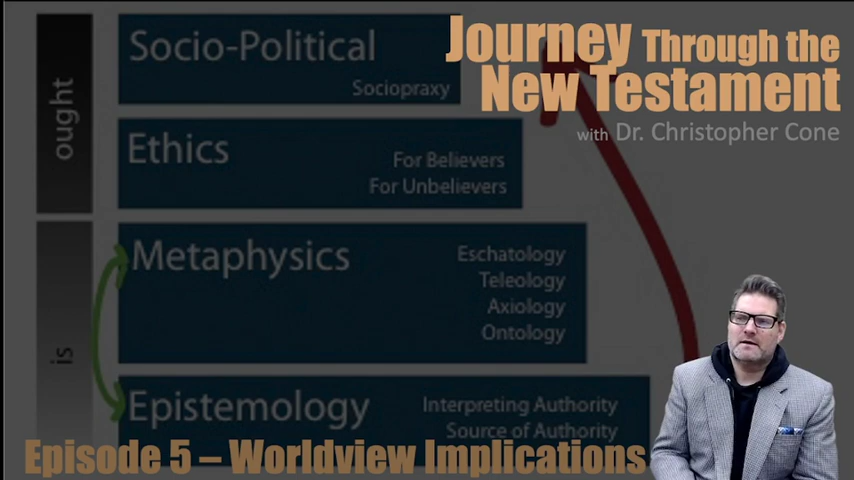 Journey Through the
New Testament
with Dr. Christopher Cone
ought
Socio-Political
Sociopraxy
Ethics
For Believers
For Unbelievers
is
Metaphysics
Eschatology
Teleology
Axiology
Ontology
Epistemology
Interpreting Authority
Source of Authority
Episode 5 – Worldview Implications